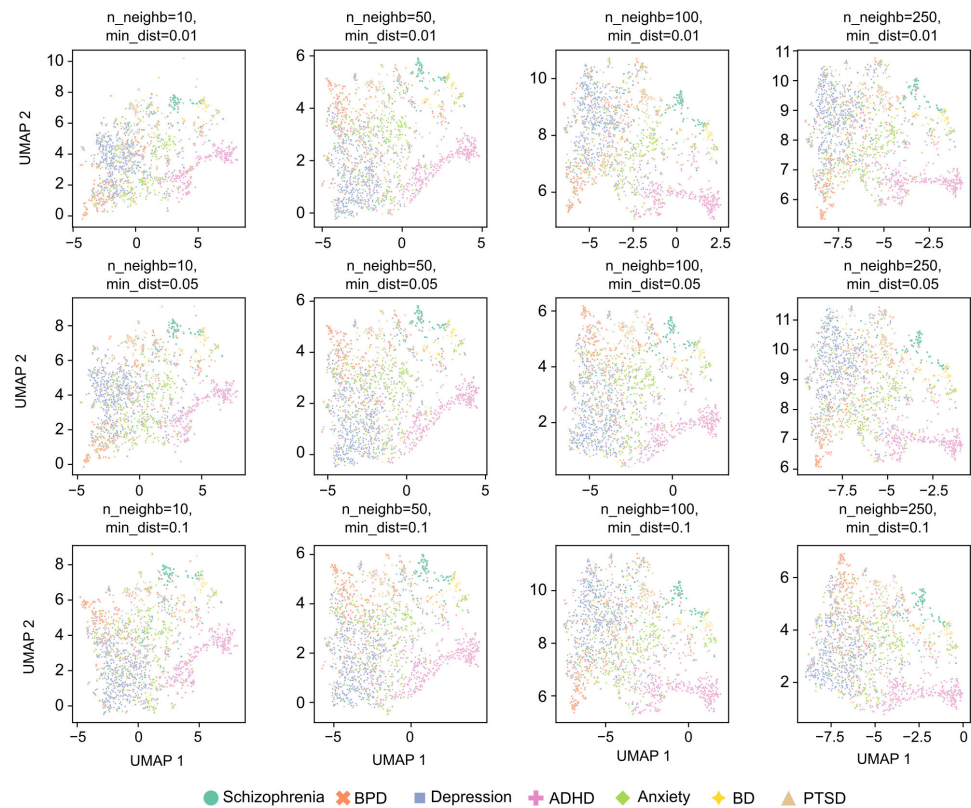 n_neighb=10,
min_dist=0.01
n_neighb=50,
min_dist=0.01
n_neighb=100,
min_dist=0.01
n_neighb=250,
min_dist=0.01
UMAP 2
10
8
6
4
2
0
−5
0
5
6
4
2
0
−5
0
5
10
8
6
−5.0
−2.5
0
2.5
11
10
9
8
7
6
−7.5
−5
−2.5
n_neighb=10,
min_dist=0.05
n_neighb=50,
min_dist=0.05
n_neighb=100,
min_dist=0.05
n_neighb=250,
min_dist=0.05
UMAP 2
8
6
4
2
0
−5
0
5
6
4
2
0
−5
0
5
6
4
2
−5
0
11
10
9
8
7
6
−7.5
−5
−2.5
n_neighb=10,
min_dist=0.1
n_neighb=50,
min_dist=0.1
n_neighb=100,
min_dist=0.1
n_neighb=250,
min_dist=0.1
UMAP 2
8
6
4
2
0
−5
0
5
6
4
2
0
−5
0
10
8
6
−5
0
6
4
2
−7.5
−5
−2.5
0
UMAP 1
UMAP 1
UMAP 1
UMAP 1
Schizophrenia BPD Depression ADHD Anxiety BD PTSD